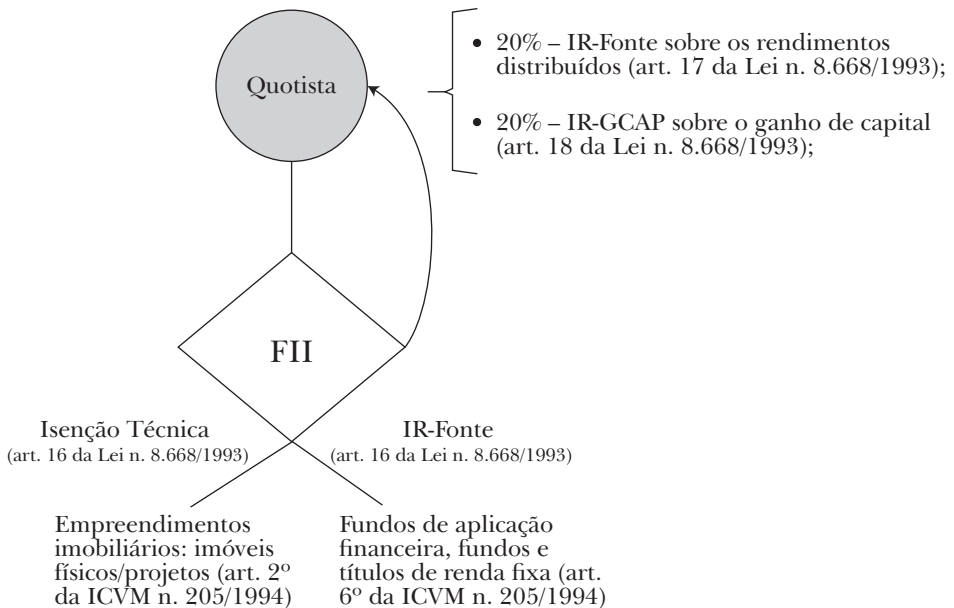 Quotista
• 20% – IR-Fonte sobre os rendimentos
distribuídos (art. 17 da Lei n. 8.668/1993);
• 20% – IR-GCAP sobre o ganho de capital
(art. 18 da Lei n. 8.668/1993);
FII
Isenção Técnica
(art. 16 da Lei n. 8.668/1993)
IR-Fonte
(art. 16 da Lei n. 8.668/1993)
Empreendimentos
imobiliários: imóveis
físicos/projetos (art. 2º
da ICVM n. 205/1994)
Fundos de aplicação
financeira, fundos e
títulos de renda fixa (art.
6º da ICVM n. 205/1994)